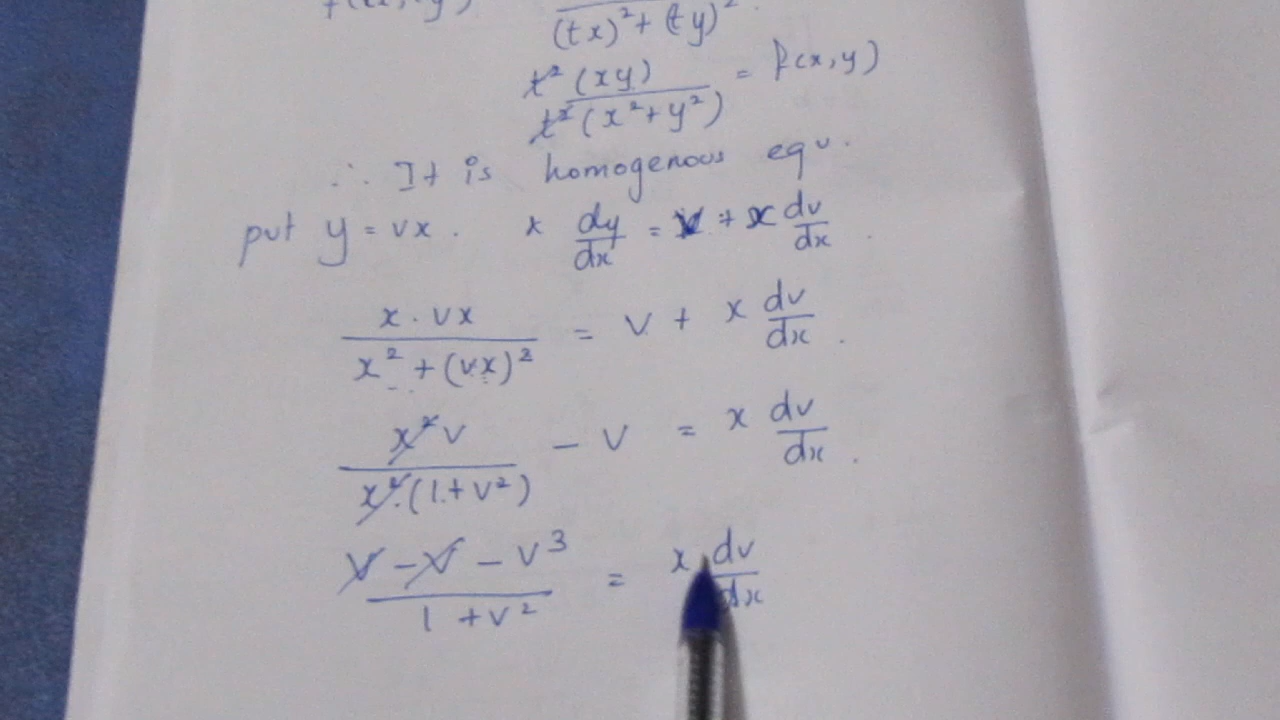 (tx)² + (ty)²
t² (xy) / t² (x² + y²) = f(x, y)
∴ It is homogenous equ.
put y = vx. x dy/dx = v + x dv/dx.
x . vx / x² + (vx)² = v + x dv/dx.
x² v / x² . (1 + v²) - v = x dv/dx.
v - v - v³ / 1 + v² = x dv/dx